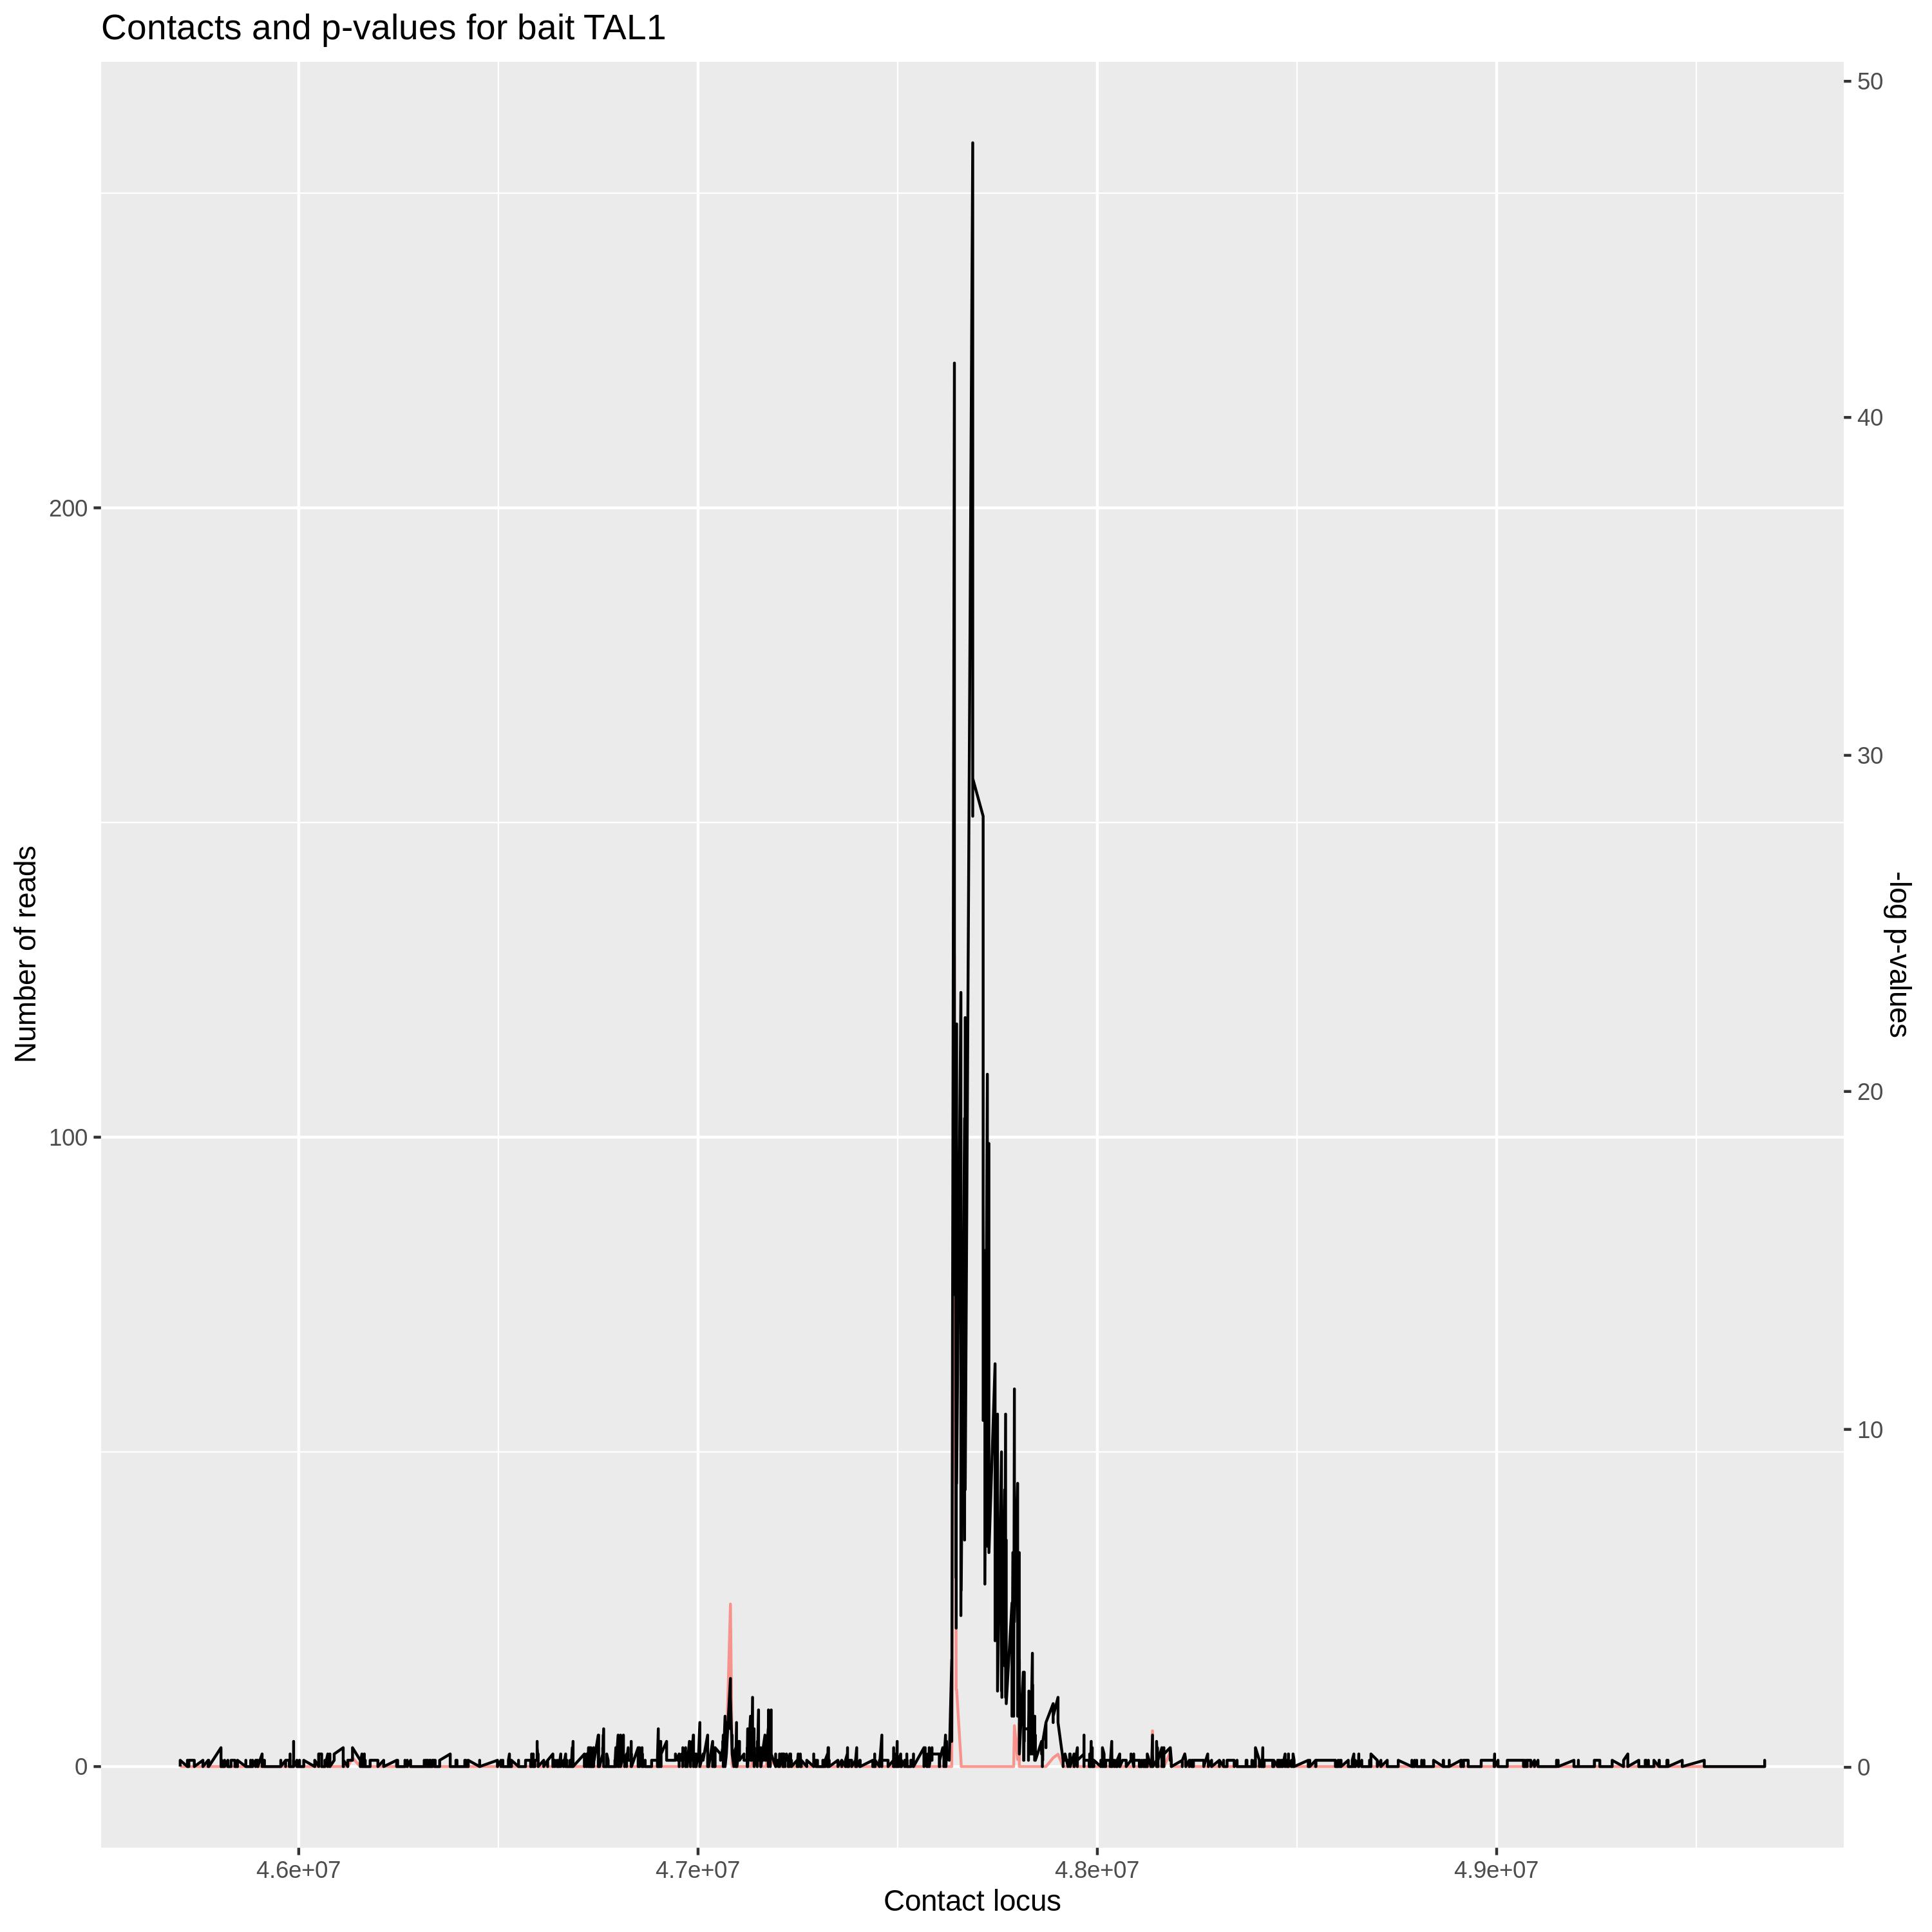 Contacts and p-values for bait TAL1
50
40
200
30
Number of reads
-log p-values
20
100
10
0
0
4.6e+07
4.7e+07
4.8e+07
4.9e+07
Contact locus